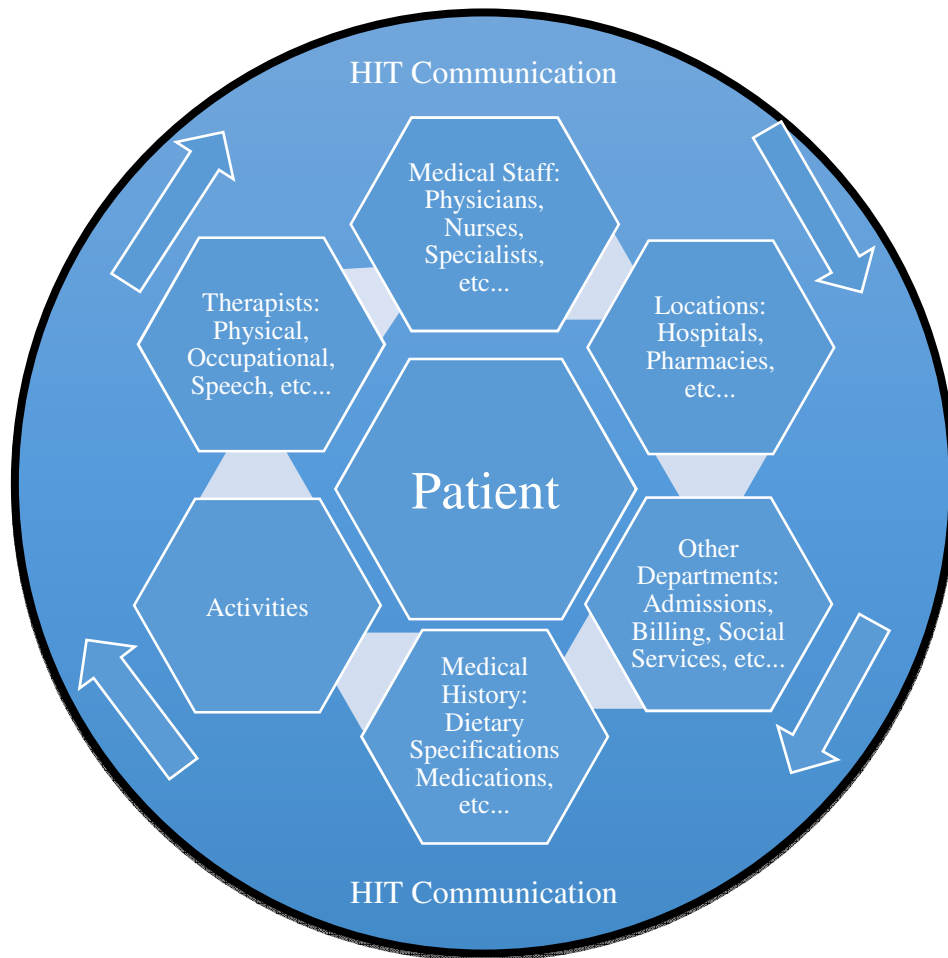 HIT Communication
Medical Staff:
Physicians,
Nurses,
Specialists,
etc...
Therapists:
Physical,
Occupational,
Speech, etc...
Locations:
Hospitals,
Pharmacies,
etc...
Patient
Activities
Other
Departments:
Admissions,
Billing, Social
Services, etc...
Medical
History:
Dietary
Specifications
Medications,
etc...
HIT Communication